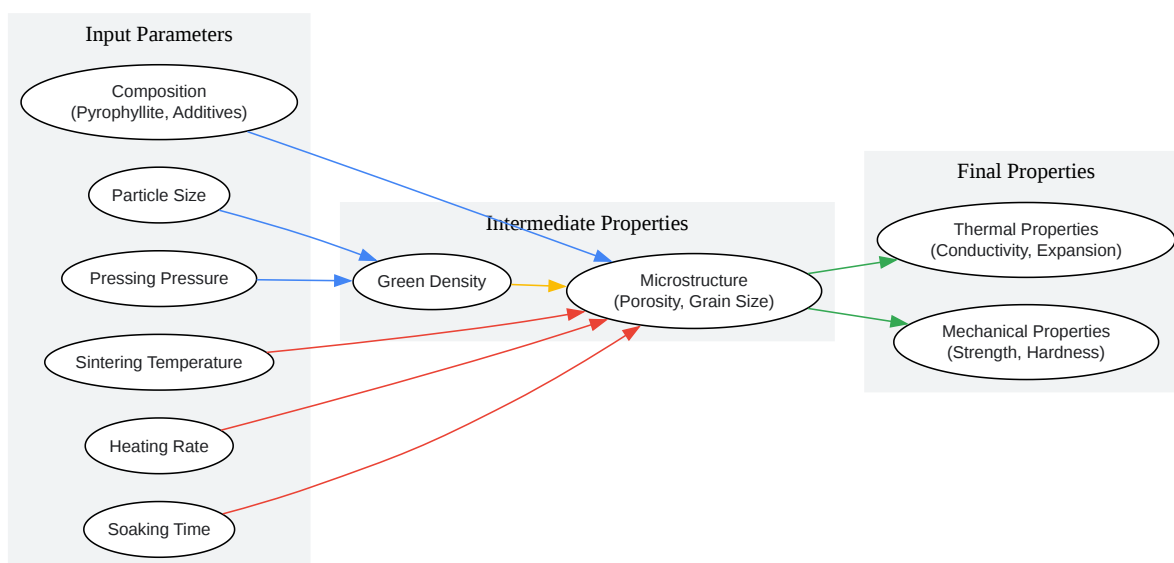 Input Parameters
Composition
(Pyrophyllite, Additives)
Particle Size
Pressing Pressure
Sintering Temperature
Heating Rate
Soaking Time
Intermediate Properties
Green Density
Microstructure
(Porosity, Grain Size)
Final Properties
Thermal Properties
(Conductivity, Expansion)
Mechanical Properties
(Strength, Hardness)